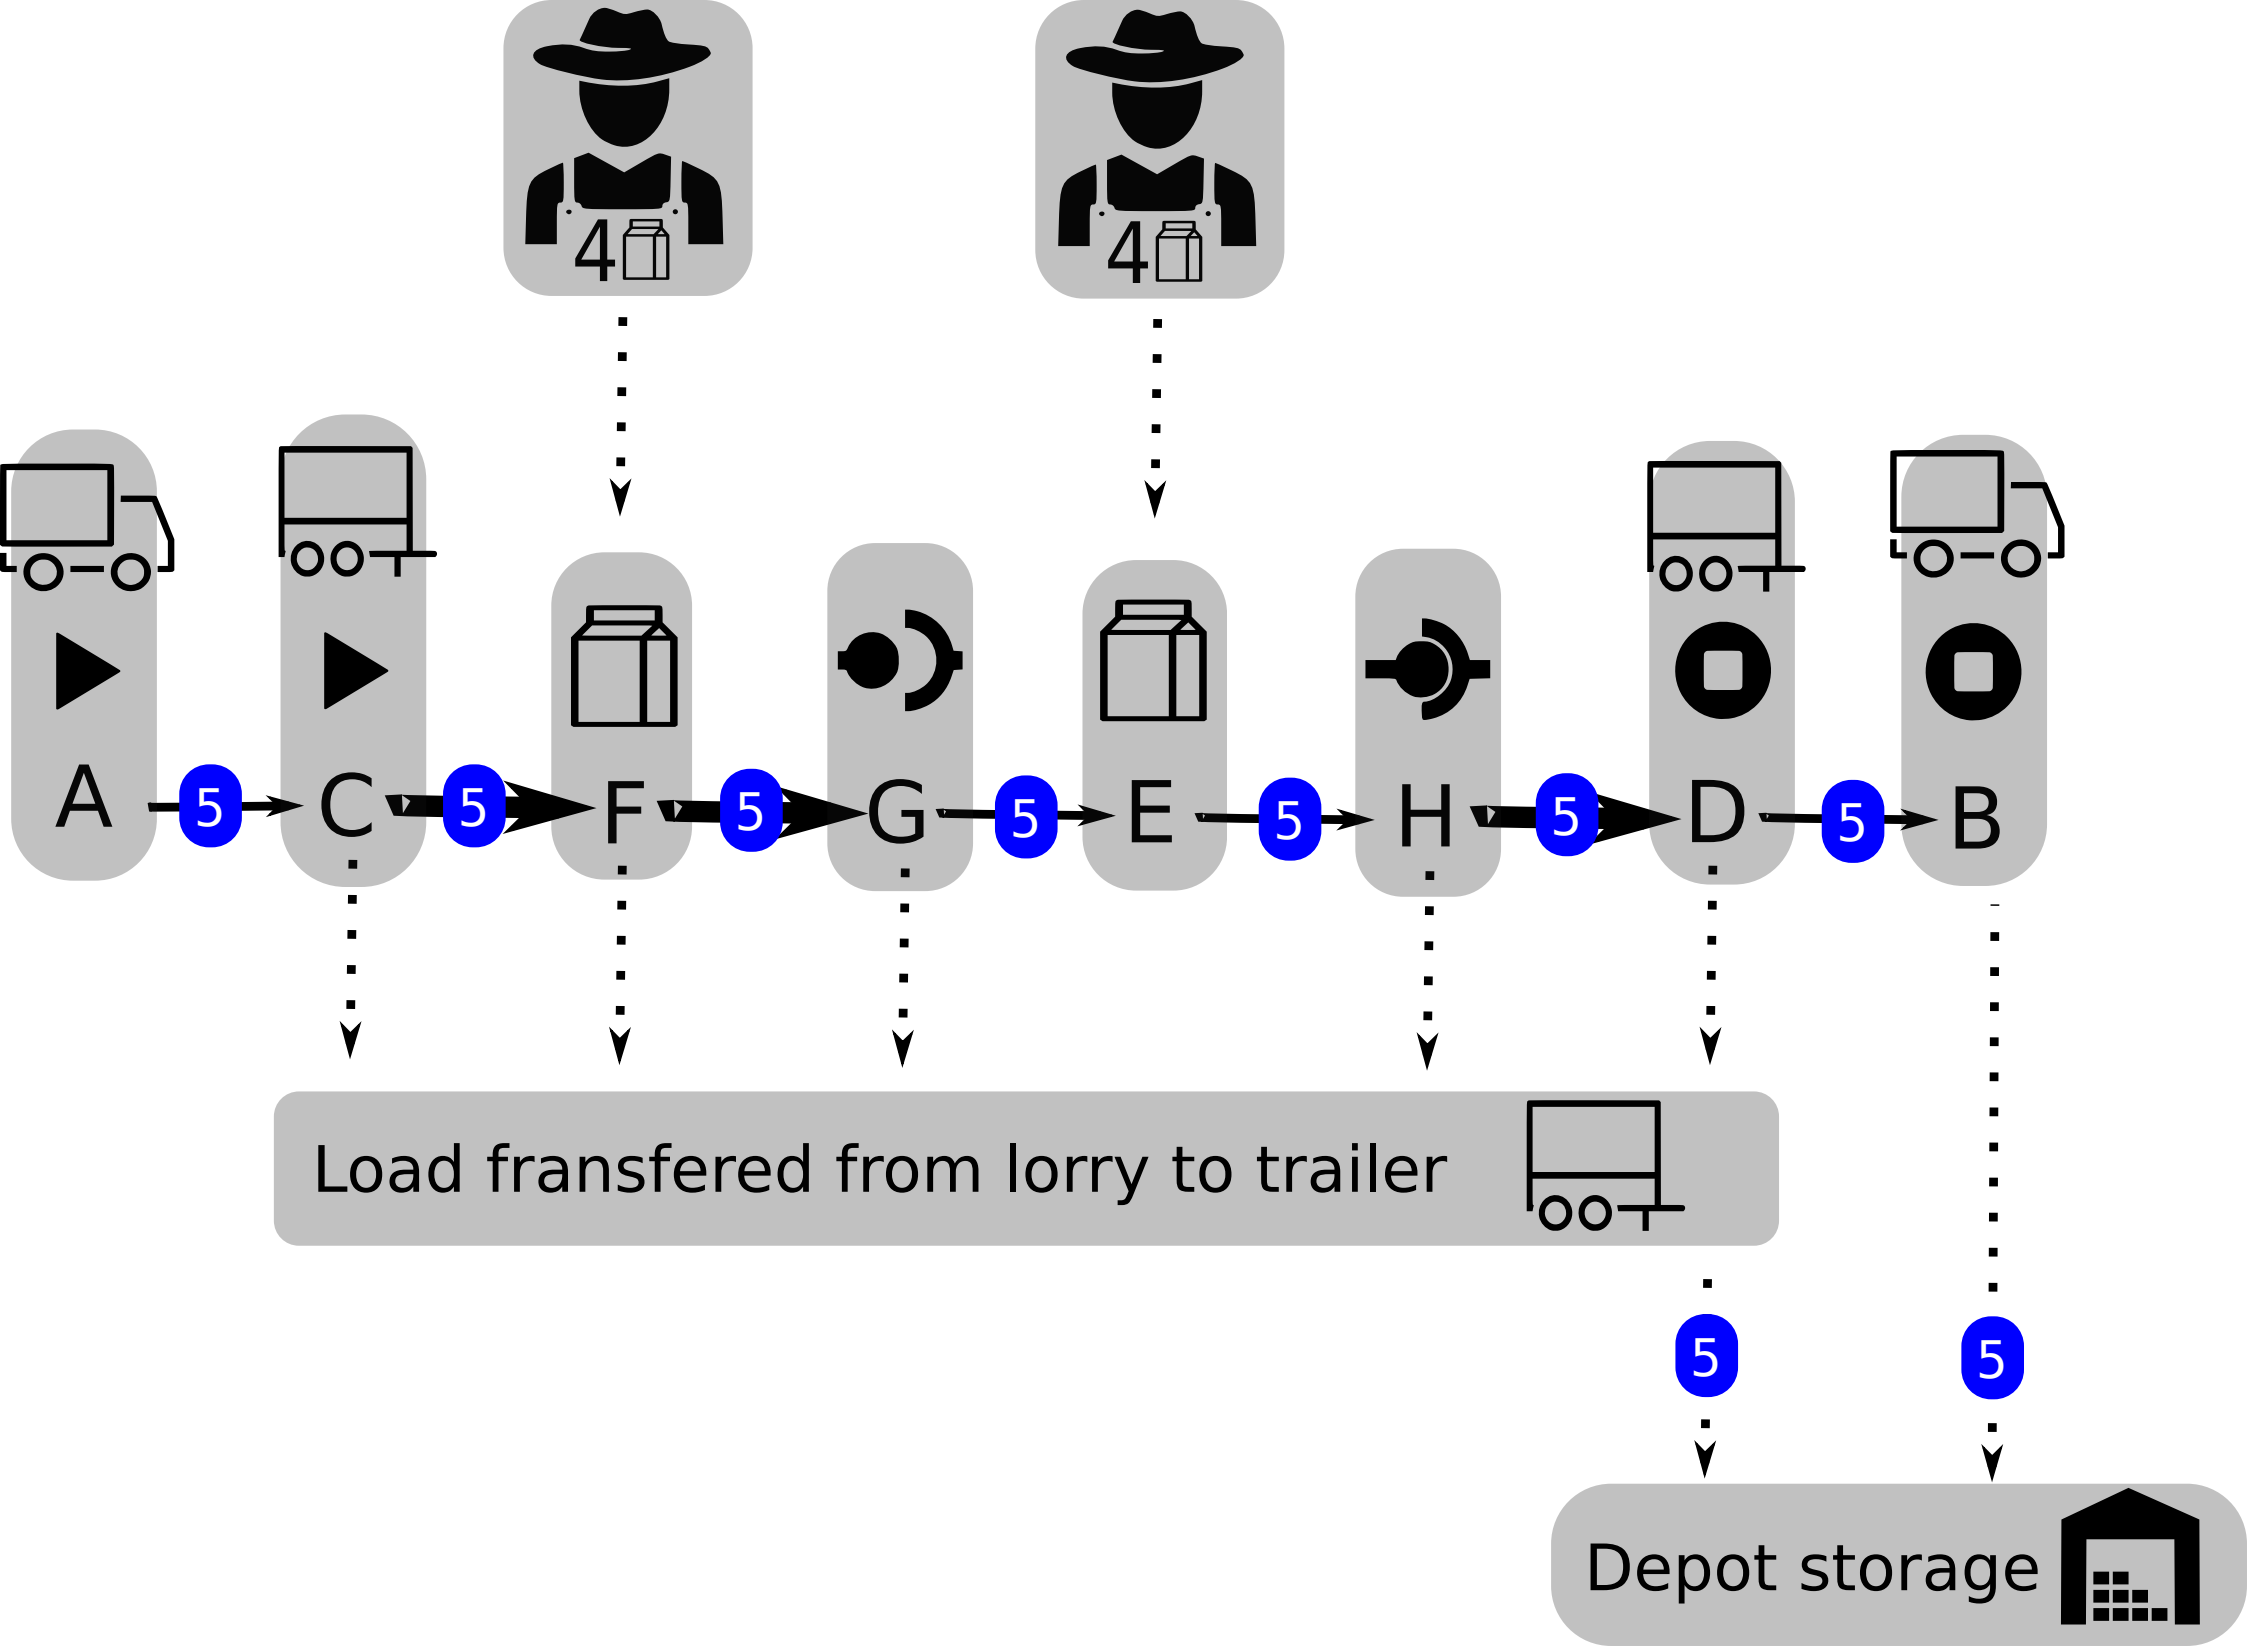 4
4
A 5 C 5 F 5 G 5 E 5 H 5 D 5 B
Load fransfered from lorry to trailer
5 5
Depot storage